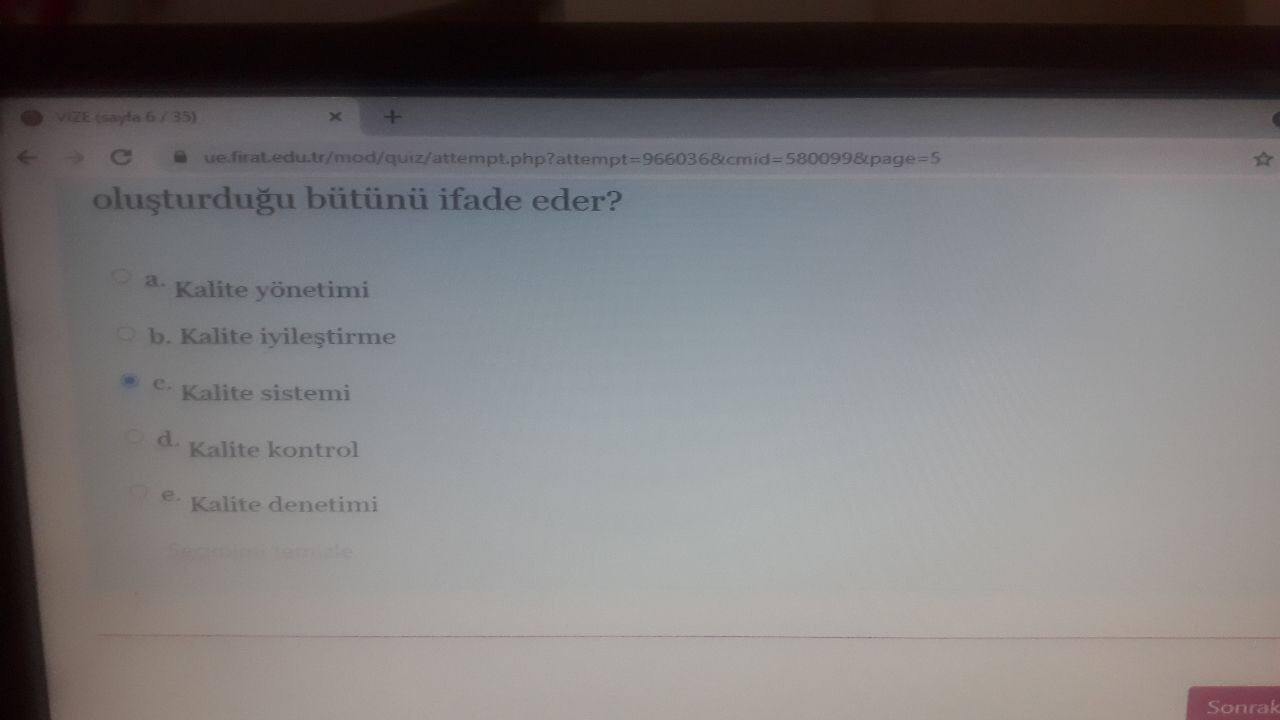 VİZE (sayfa 6 / 35)
ue.firat.edu.tr/mod/quiz/attempt.php?attempt=966036&cmid=580099&page=5
oluşturduğu bütünü ifade eder?
a. Kalite yönetimi
b. Kalite iyileştirme
c. Kalite sistemi
d. Kalite kontrol
e. Kalite denetimi
Seçimimi temizle
Sonrak